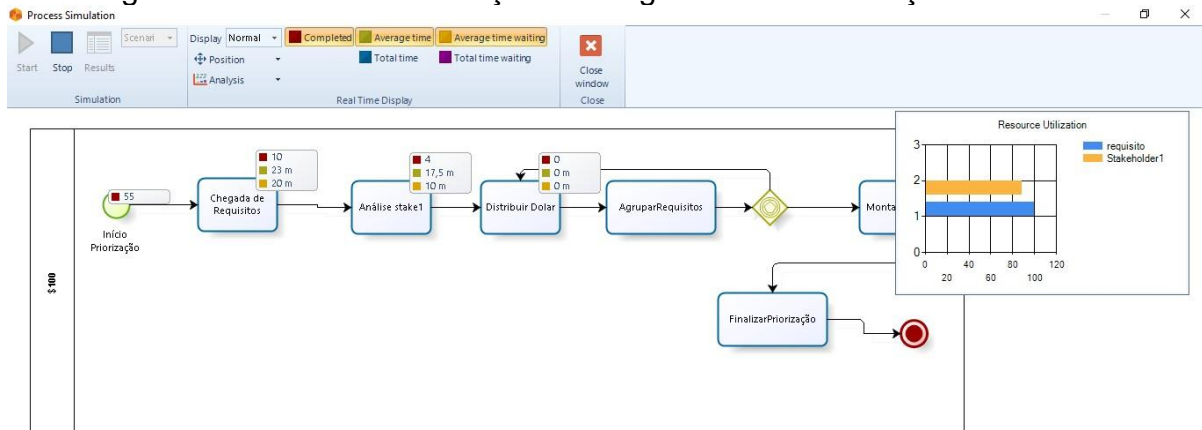 Process Simulation
Start
Stop
Results
Scenari
Simulation
Display Normal
Position
Analysis
Completed
Average time
Average time waiting
Total time
Total time waiting
Real Time Display
Close
window
Close
$100
55
Início
Priorização
10
23 m
20 m
Chegada de
Requisitos
4
17,5 m
10 m
Análise stake1
0
0 m
0 m
Distribuir Dolar
AgruparRequisitos
Monta
FinalizarPriorização
Resource Utilization
requisito
Stakeholder1
3
2
1
0
0 40 80 120
20 60 100